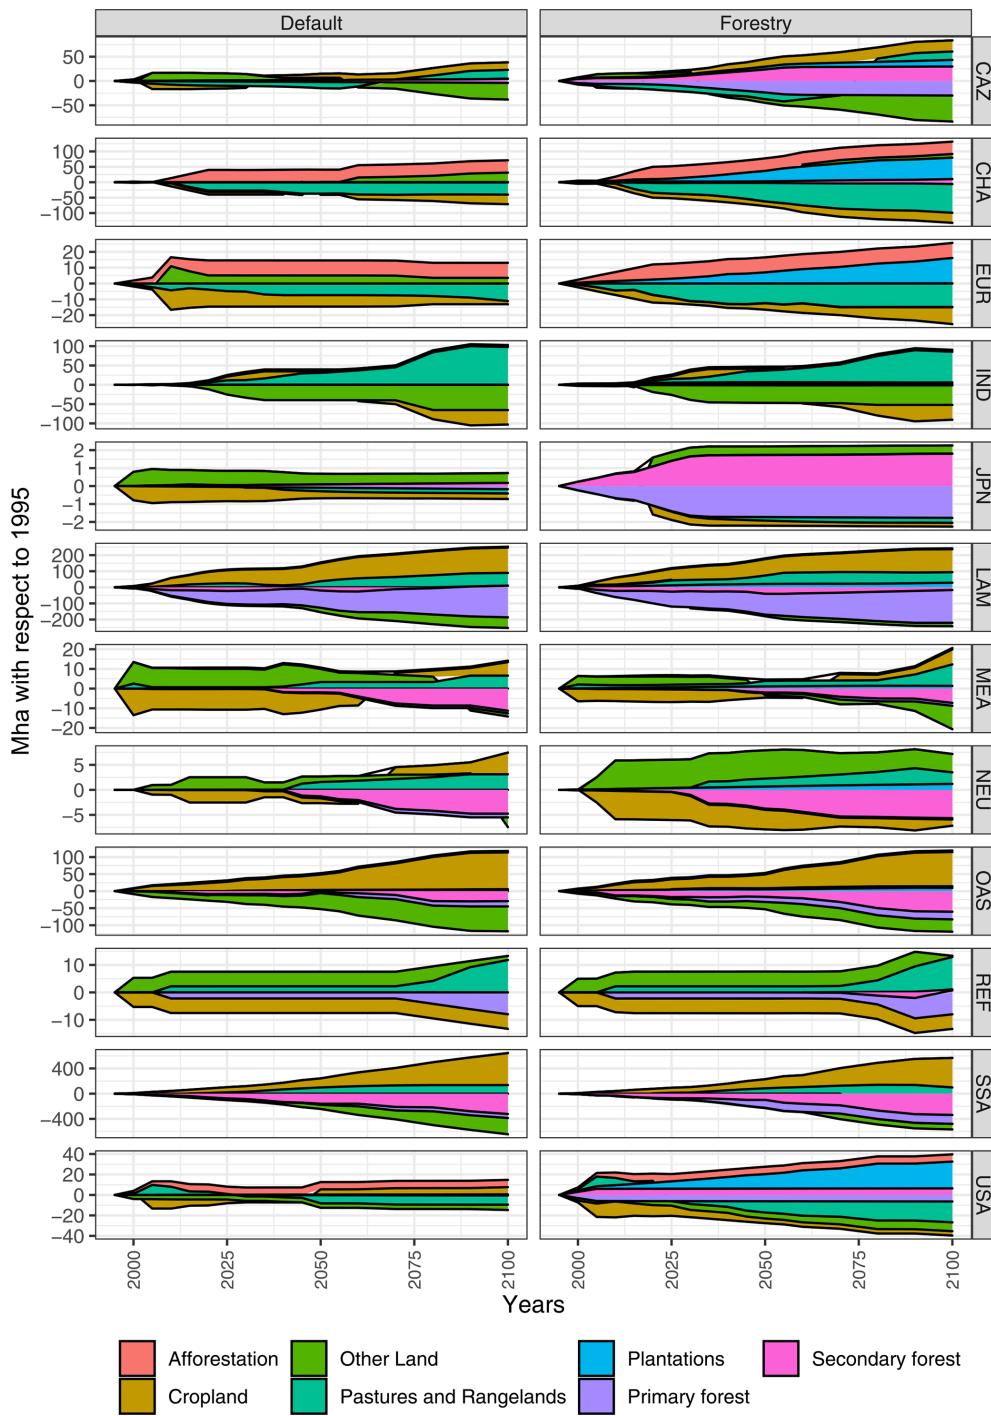 Default Forestry
50
0
−50
CAZ
100
50
0
−50
−100
CHA
20
10
0
−10
−20
EUR
100
50
0
−50
−100
IND
2
1
0
−1
−2
JPN
200
100
0
−100
−200
LAM
20
10
0
−10
−20
MEA
5
0
−5
NEU
100
50
0
−50
−100
OAS
10
0
−10
REF
400
0
−400
SSA
40
20
0
−20
−40
USA
Mha with respect to 1995
2000 2025 2050 2075 2100 2000 2025 2050 2075 2100
Years
Afforestation Other Land Plantations Secondary forest
Cropland Pastures and Rangelands Primary forest